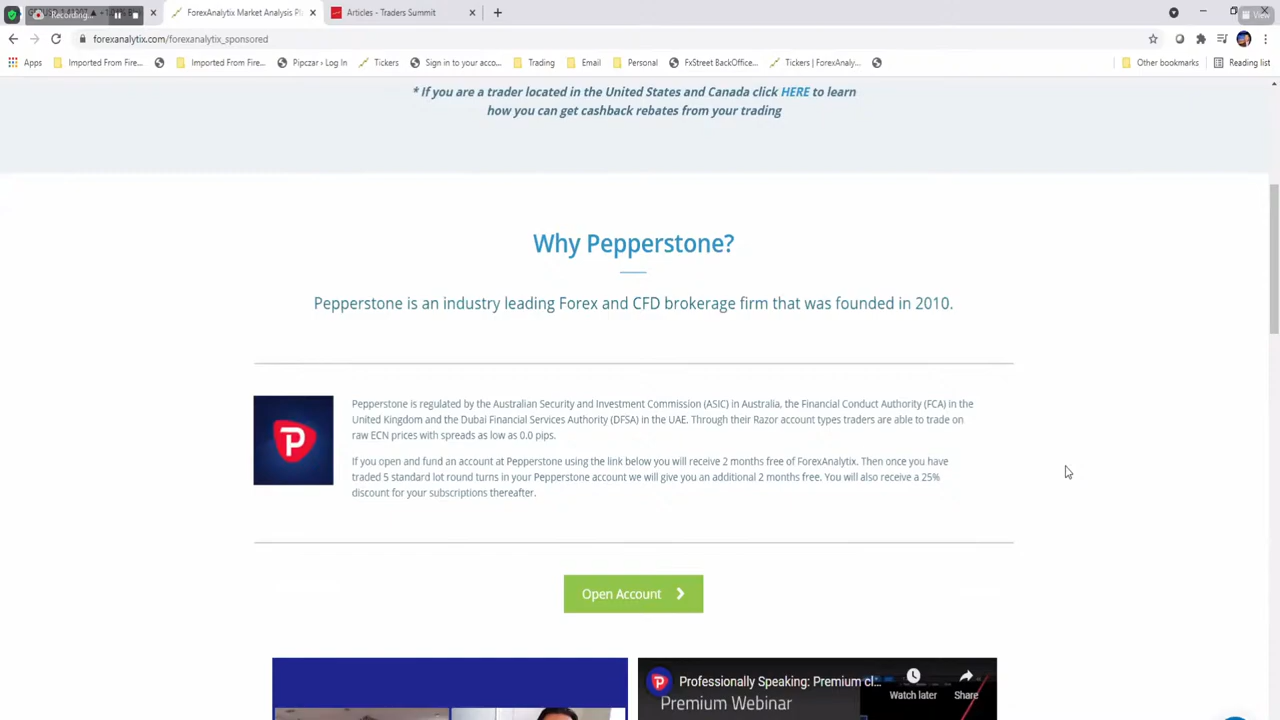 Recording...
ForexAnalytix Market Analysis Pl
Articles - Traders Summit
View
forexanalytix.com/forexanalytix_sponsored
Apps Imported From Fire... Imported From Fire... Pipczar › Log In Tickers Sign in to your acco... Trading Email Personal FxStreet BackOffice... Tickers | ForexAnaly... Other bookmarks Reading list
* If you are a trader located in the United States and Canada click HERE to learn
how you can get cashback rebates from your trading
Why Pepperstone?
Pepperstone is an industry leading Forex and CFD brokerage firm that was founded in 2010.
Pepperstone is regulated by the Australian Security and Investment Commission (ASIC) in Australia, the Financial Conduct Authority (FCA) in the
United Kingdom and the Dubai Financial Services Authority (DFSA) in the UAE. Through their Razor account types traders are able to trade on
raw ECN prices with spreads as low as 0.0 pips.
If you open and fund an account at Pepperstone using the link below you will receive 2 months free of ForexAnalytix. Then once you have
traded 5 standard lot round turns in your Pepperstone account we will give you an additional 2 months free. You will also receive a 25%
discount for your subscriptions thereafter.
Open Account
Professionally Speaking: Premium cl...
Premium Webinar
Watch later
Share